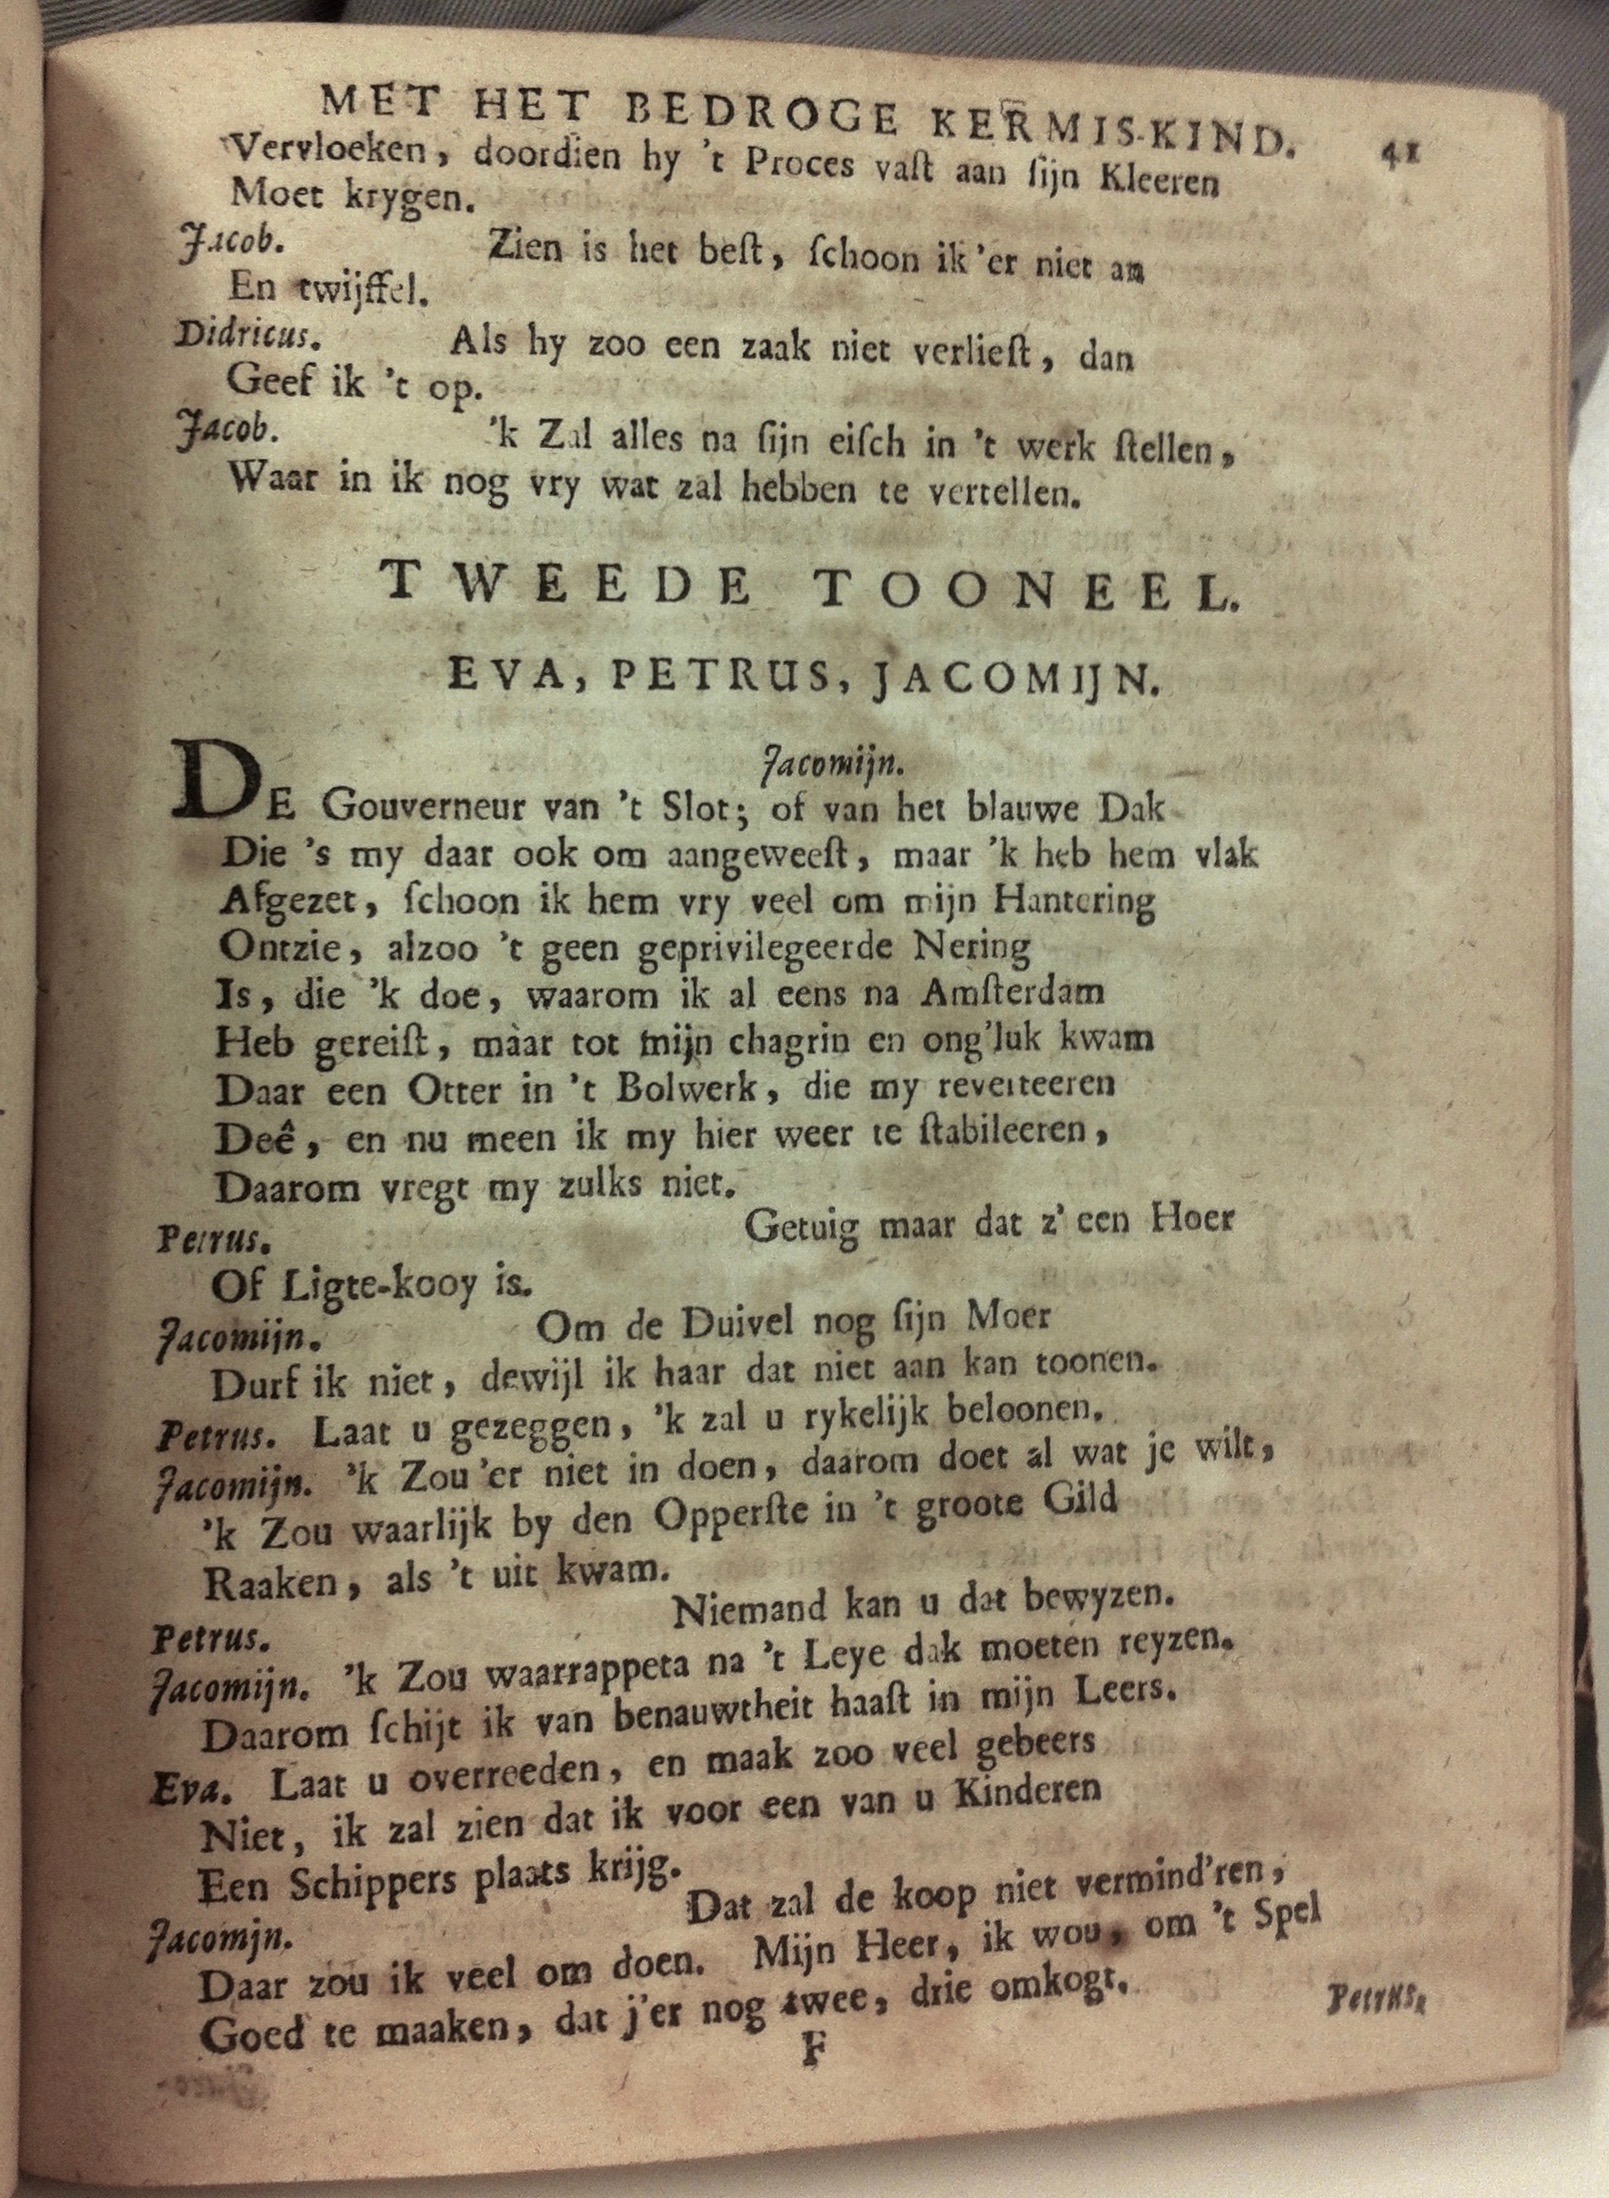 MET HET BEDROGE KERMIS-KIND. 41
Vervloeken, doordien hy 't Proces vaſt aan ſijn Kleeren
Moet krygen.
Jacob. Zien is het beſt, ſchoon ik 'er niet an
En twijffel.
Didricus. Als hy zoo een zaak niet verlieſt, dan
Geef ik 't op.
Jacob. 'k Zal alles na ſijn eiſch in 't werk ſtellen,
Waar in ik nog vry wat zal hebben te vertellen.
TWEEDE TOONEEL.
EVA, PETRUS, JACOMIJN.
Jacomijn.
DE Gouverneur van 't Slot; of van het blauwe Dak
Die 's my daar ook om aangeweeſt, maar 'k heb hem vlak
Afgezet, ſchoon ik hem vry veel om mijn Hantering
Ontzie, alzoo 't geen geprivilegeerde Nering
Is, die 'k doe, waarom ik al eens na Amſterdam
Heb gereiſt, maar tot mijn chagrin en ong'luk kwam
Daar een Otter in 't Bolwerk, die my reverteeren
Deê, en nu meen ik my hier weer te ſtabileeren,
Daarom vregt my zulks niet.
Petrus. Getuig maar dat z' een Hoer
Of Ligte-kooy is.
Jacomijn. Om de Duivel nog ſijn Moer
Durf ik niet, dewijl ik haar dat niet aan kan toonen.
Petrus. Laat u gezeggen, 'k zal u rykelijk beloonen.
Jacomijn. 'k Zou 'er niet in doen, daarom doet al wat je wilt,
'k Zou waarlijk by den Opperſte in 't groote Gild
Raaken, als 't uit kwam.
Petrus. Niemand kan u dat bewyzen.
Jacomijn. 'k Zou waarrappeta na 't Leye dak moeten reyzen.
Daarom ſchijt ik van benauwtheit haaſt in mijn Leers.
Eva. Laat u overreeden, en maak zoo veel gebeers
Niet, ik zal zien dat ik voor een van u Kinderen
Een Schippers plaats krijg.
Jacomjn. Dat zal de koop niet vermind'ren,
Daar zou ik veel om doen. Mijn Heer, ik wou, om 't Spel
Goed te maaken, dat j'er nog twee, drie omkogt.
F Petrus,